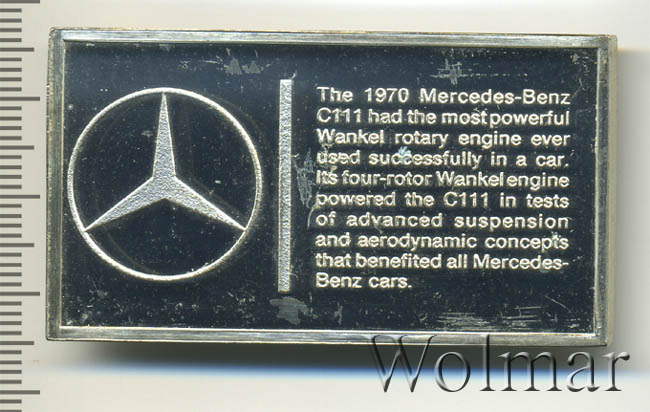 The 1970 Mercedes-Benz
C111 had the most powerful
Wankel rotary engine ever
used successfully in a car.
Its four-rotor Wankel engine
powered the C111 in tests
of advanced suspension
and aerodynamic concepts
that benefited all Mercedes-
Benz cars.
Wolmar